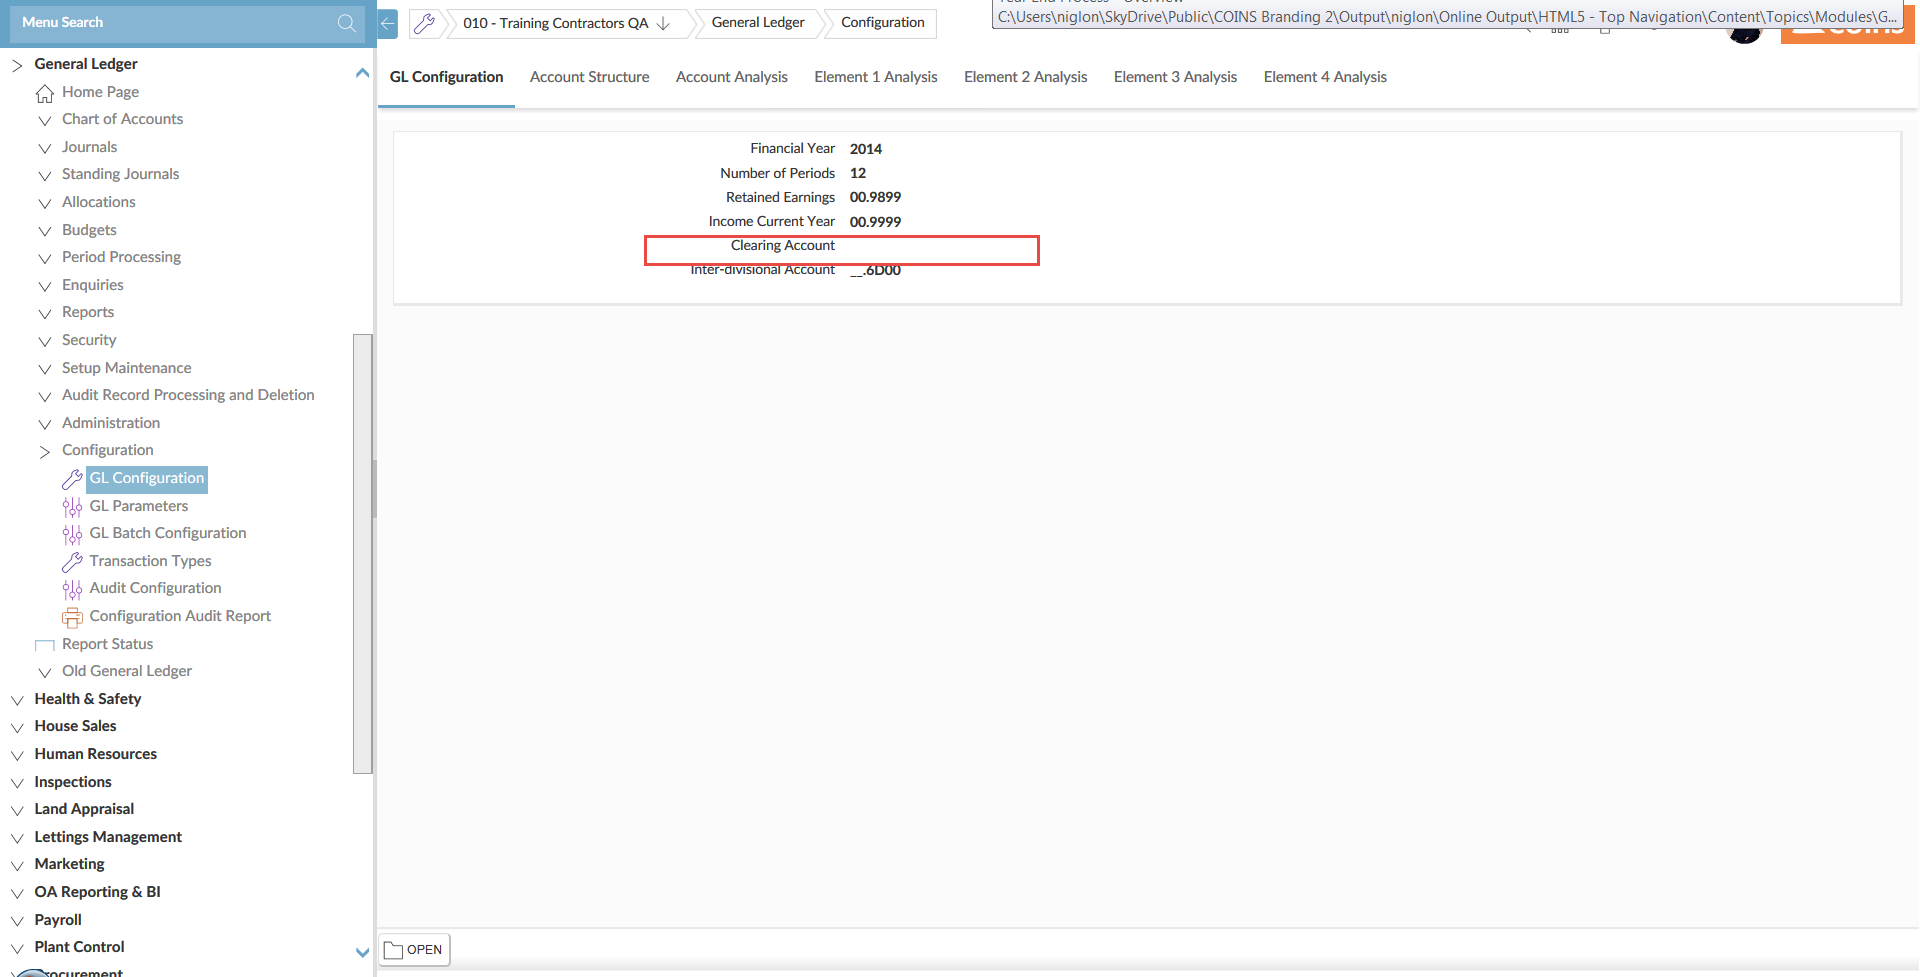 Menu Search
010 - Training Contractors QA
General Ledger
Configuration
Year End Process - Overview
C:\Users\niglon\SkyDrive\Public\COINS Branding 2\Output\niglon\Online Output\HTML5 - Top Navigation\Content\Topics\Modules\G...
coins
General Ledger
Home Page
Chart of Accounts
Journals
Standing Journals
Allocations
Budgets
Period Processing
Enquiries
Reports
Security
Setup Maintenance
Audit Record Processing and Deletion
Administration
Configuration
GL Configuration
GL Parameters
GL Batch Configuration
Transaction Types
Audit Configuration
Configuration Audit Report
Report Status
Old General Ledger
Health & Safety
House Sales
Human Resources
Inspections
Land Appraisal
Lettings Management
Marketing
OA Reporting & BI
Payroll
Plant Control
Procurement
GL Configuration Account Structure Account Analysis Element 1 Analysis Element 2 Analysis Element 3 Analysis Element 4 Analysis
Financial Year 2014
Number of Periods 12
Retained Earnings 00.9899
Income Current Year 00.9999
Clearing Account
Inter-divisional Account __.6D00
OPEN